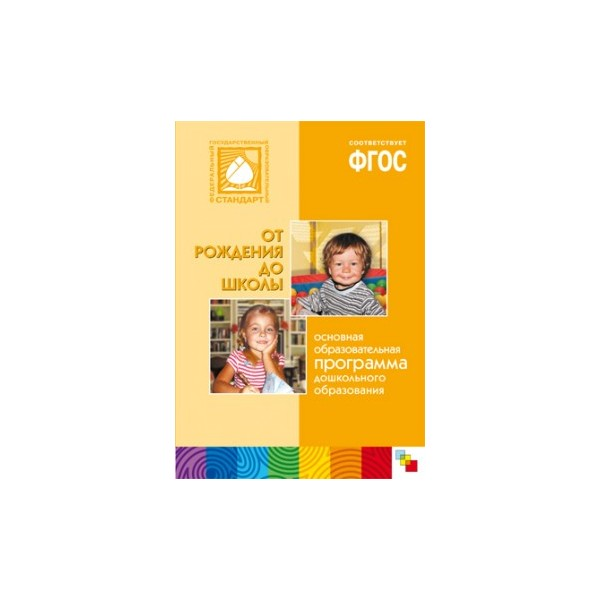 ГОСУДАРСТВЕННЫЙ
ФЕДЕРАЛЬНЫЙ
СТАНДАРТ
СООТВЕТСТВУЕТ
ФГОС
ОТ
РОЖДЕНИЯ
ДО
ШКОЛЫ
основная
образовательная
программа
дошкольного
образования